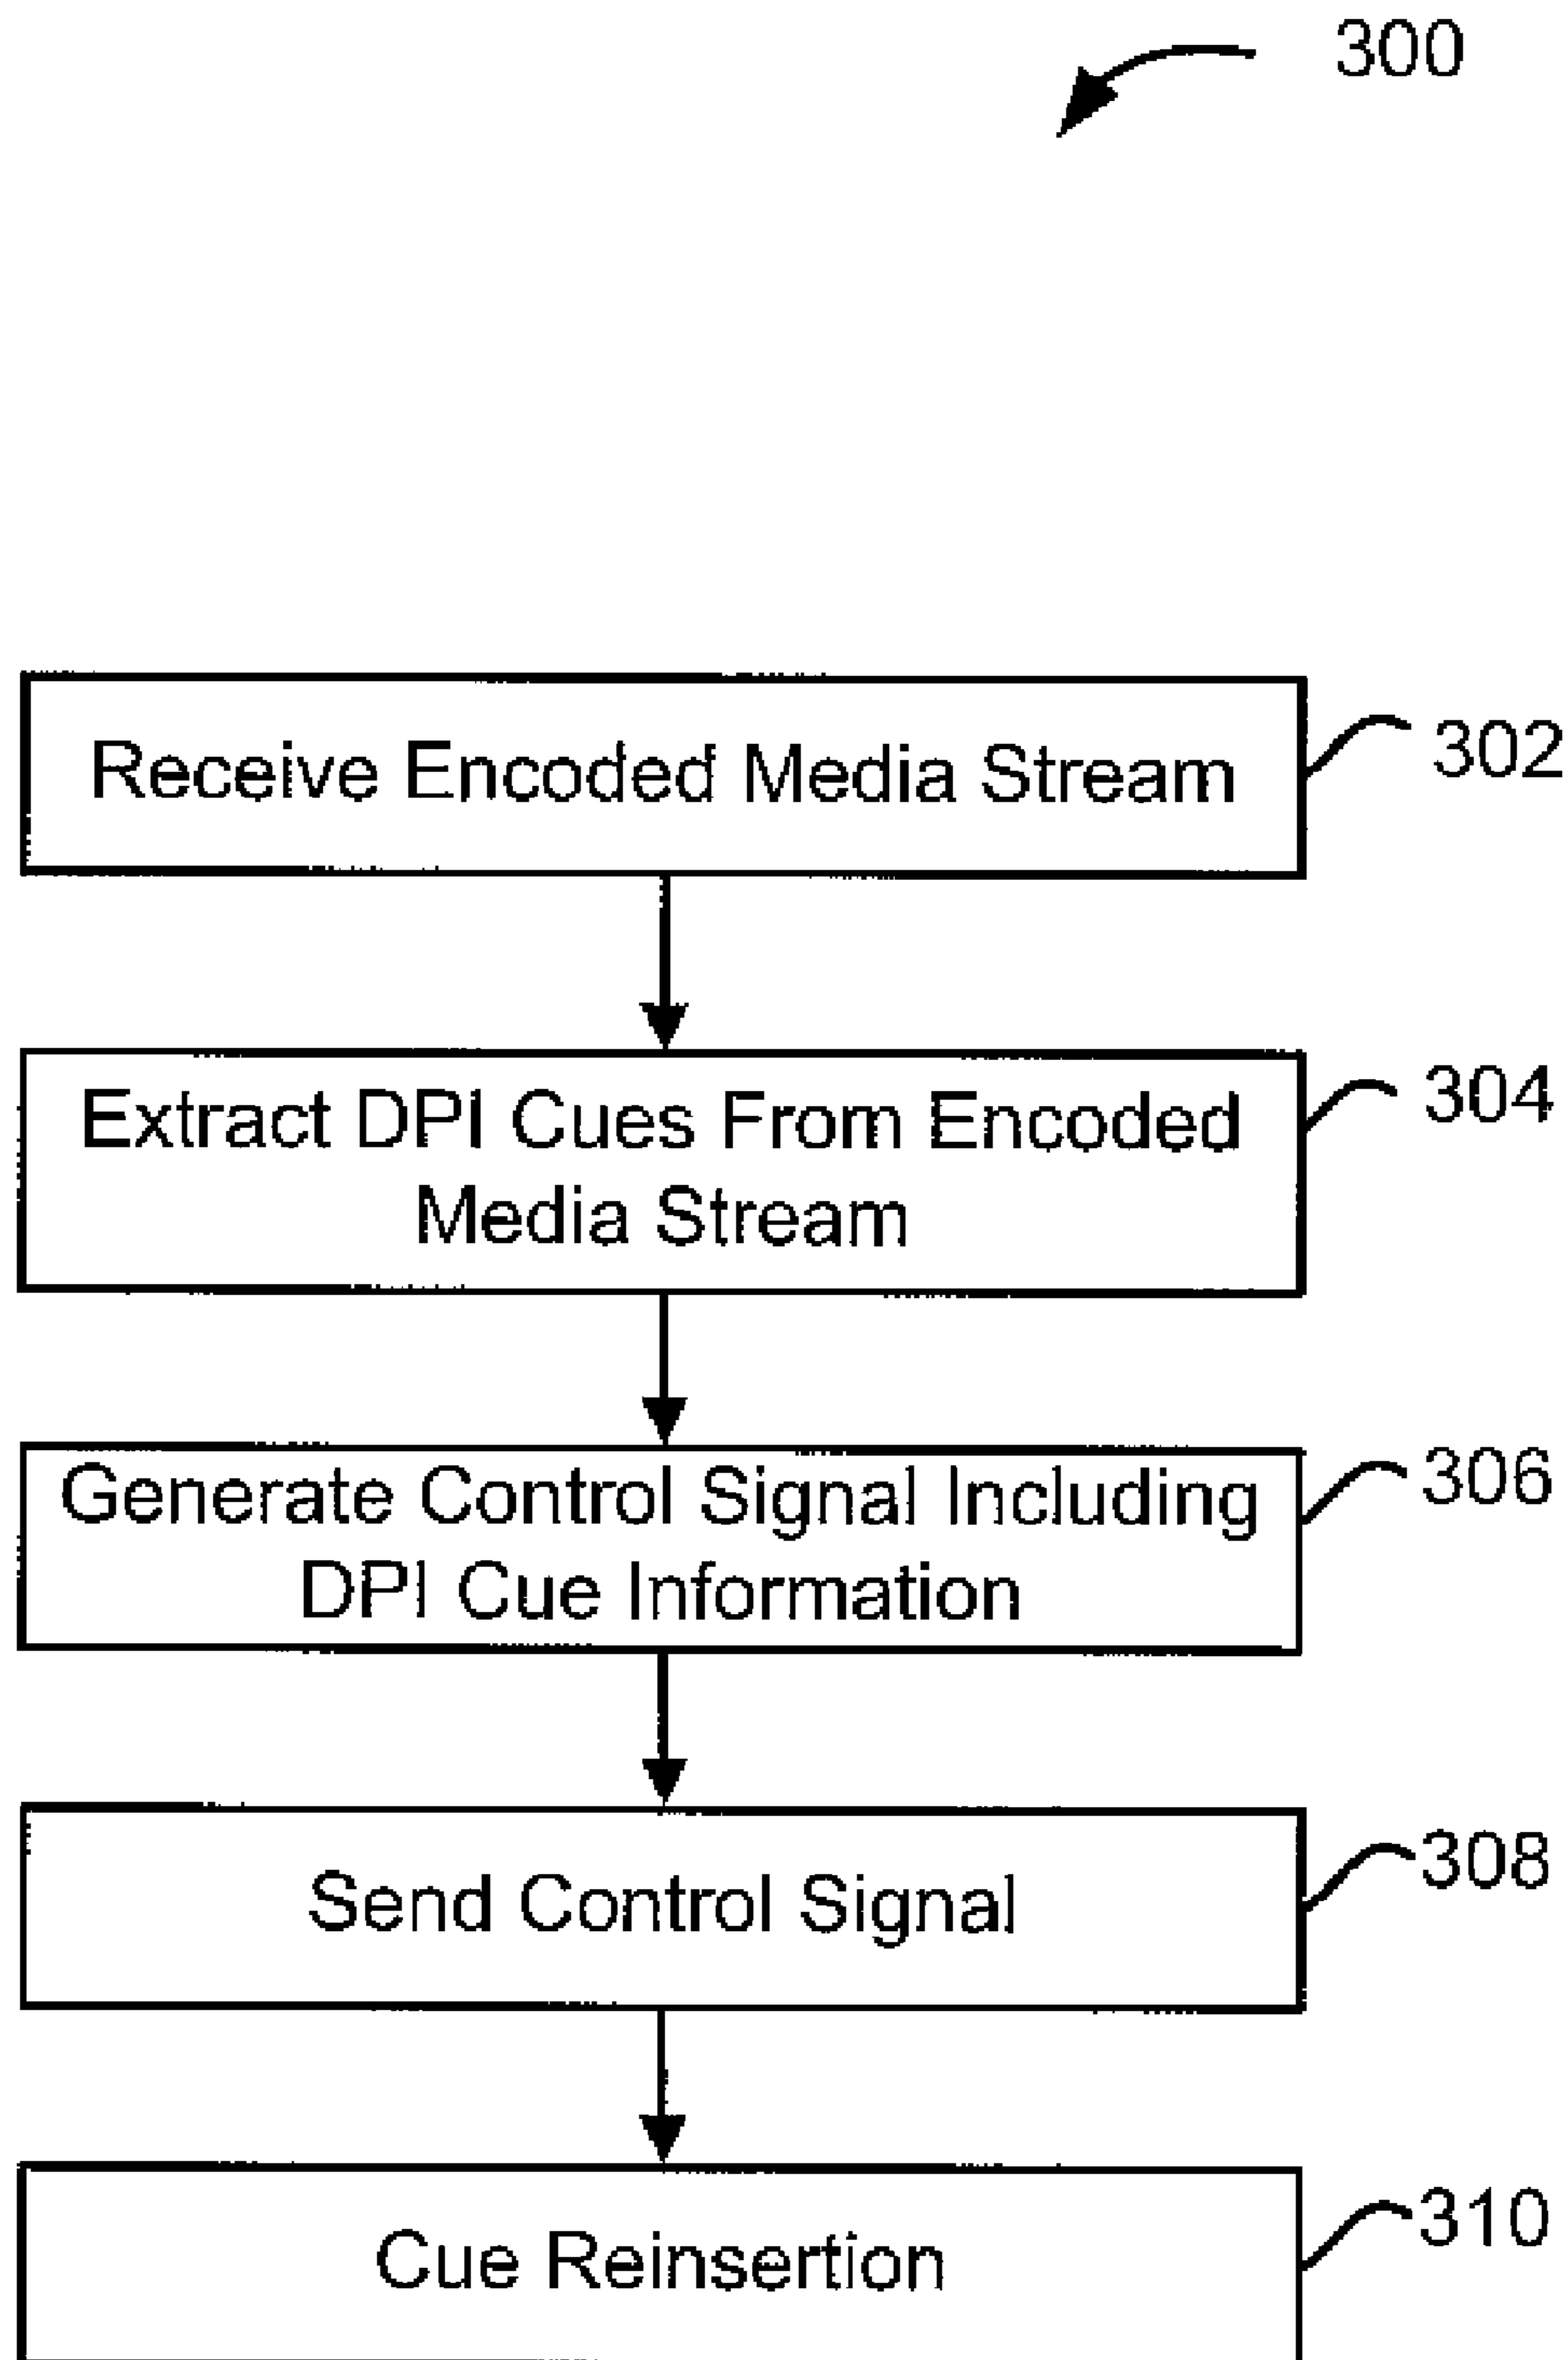 300
Receive Encoded Media Stream
302
Extract DPI Cues From Encoded
Media Stream
304
Generate Control Signal Including
DPI Cue Information
306
Send Control Signal
308
Cue Reinsertion
310